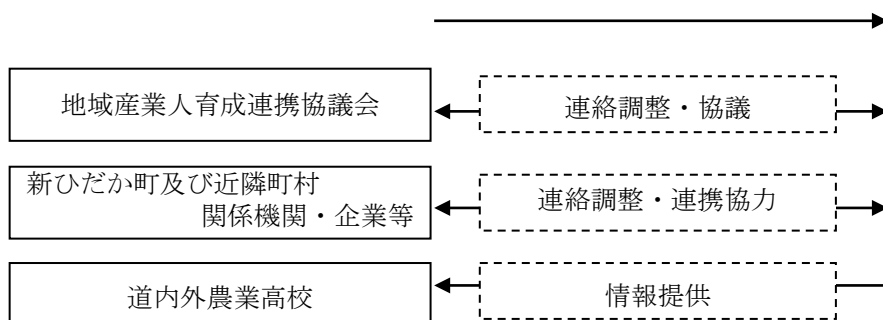 地域産業人育成連携協議会
連絡調整・協議
新ひだか町及び近隣町村
関係機関・企業等
連絡調整・連携協力
道内外農業高校
情報提供